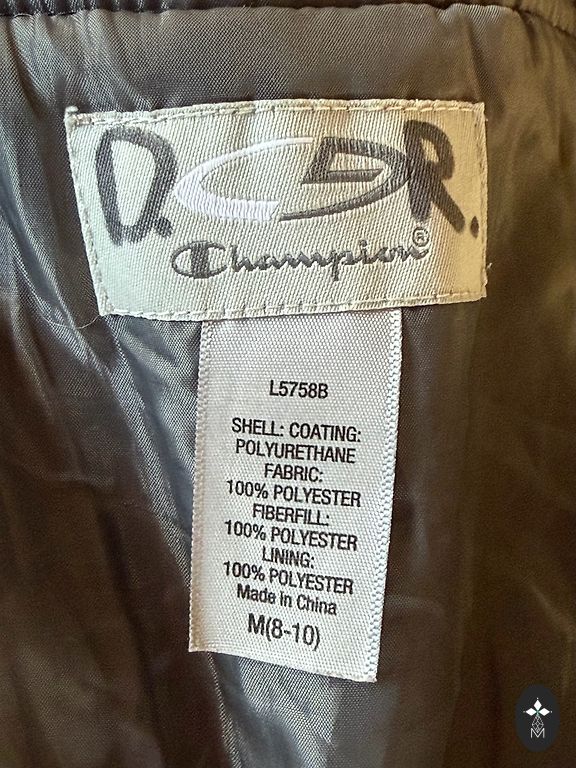 D. C9 R.
Champion®
L5758B
SHELL: COATING:
POLYURETHANE
FABRIC:
100% POLYESTER
FIBERFILL:
100% POLYESTER
LINING:
100% POLYESTER
Made in China
M(8-10)
M